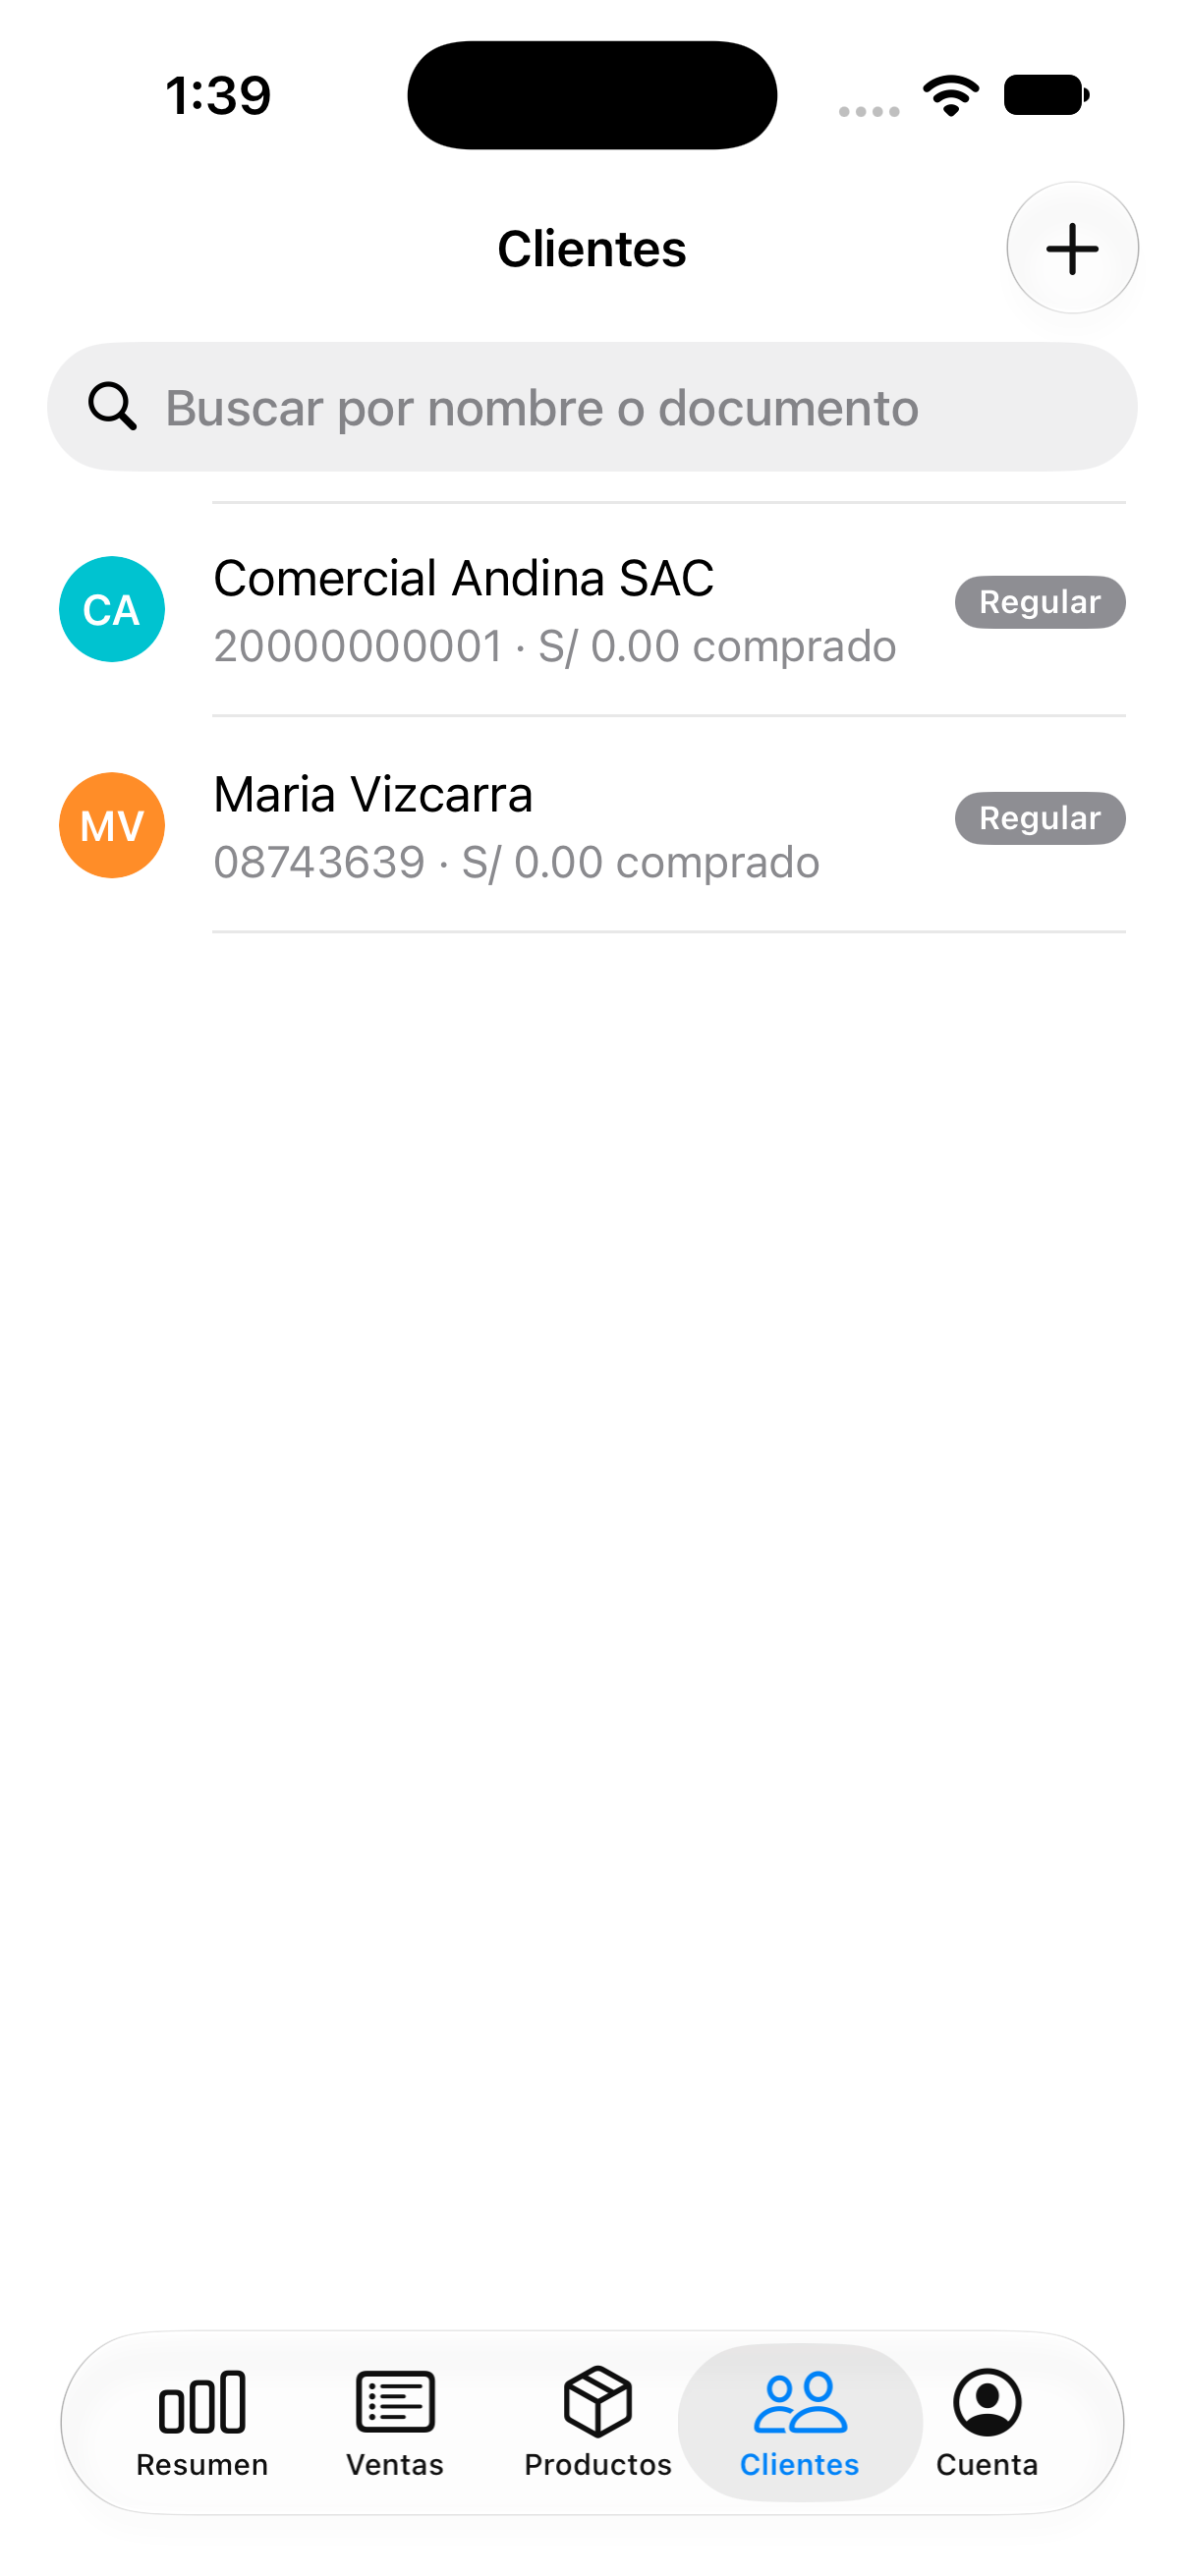 1:39
Clientes
Buscar por nombre o documento
CA
Comercial Andina SAC
20000000001 · S/ 0.00 comprado
Regular
MV
Maria Vizcarra
08743639 · S/ 0.00 comprado
Regular
Resumen
Ventas
Productos
Clientes
Cuenta